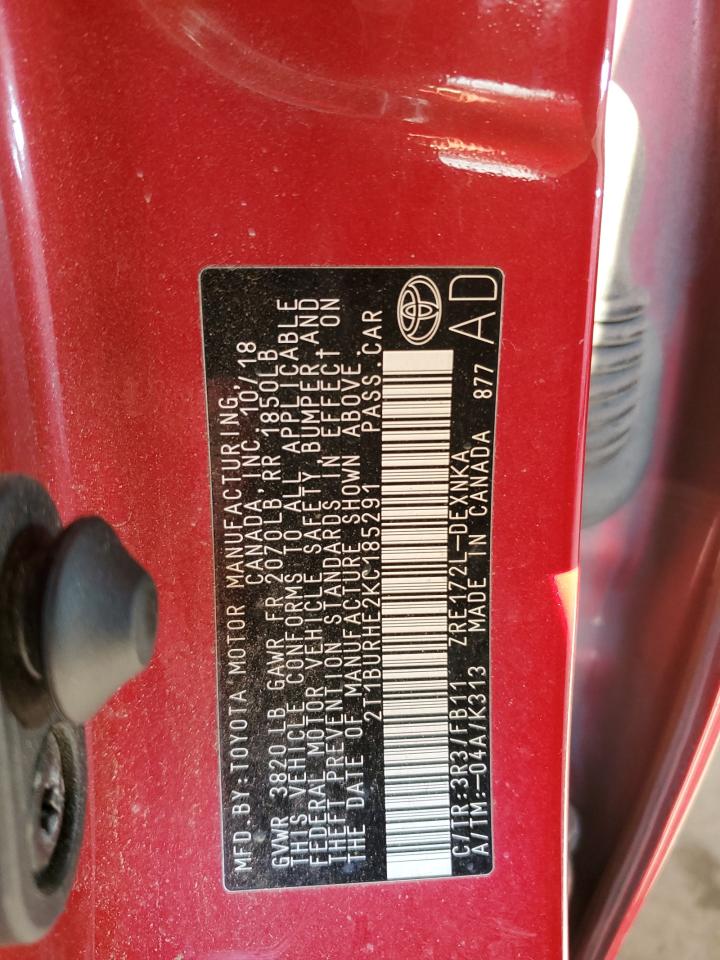 MFD.BY:TOYOTA MOTOR MANUFACTURING,
CANADA, INC. 10/18
GVWR 3820 LB GAWR FR 2070LB, RR 1850LB
THIS VEHICLE CONFORMS TO ALL APPLICABLE
FEDERAL MOTOR VEHICLE SAFETY, BUMPER AND
THEFT PREVENTION STANDARDS IN EFFECT ON
THE DATE OF MANUFACTURE SHOWN ABOVE.
2T1BURHE2KC185291 PASS.CAR
C/TR:3R3/FB11 ZRE172L-DEXNKA
A/TM:-04A/K313 MADE IN CANADA 877
AD